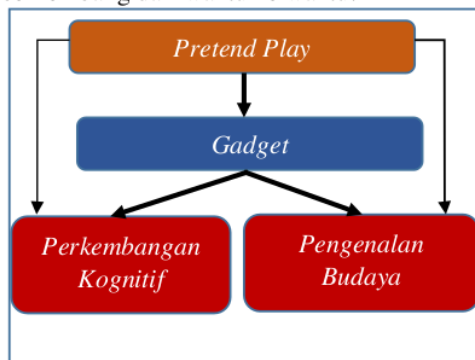 Pretend Play
Gadget
Perkembangan
Kognitif
Pengenalan
Budaya